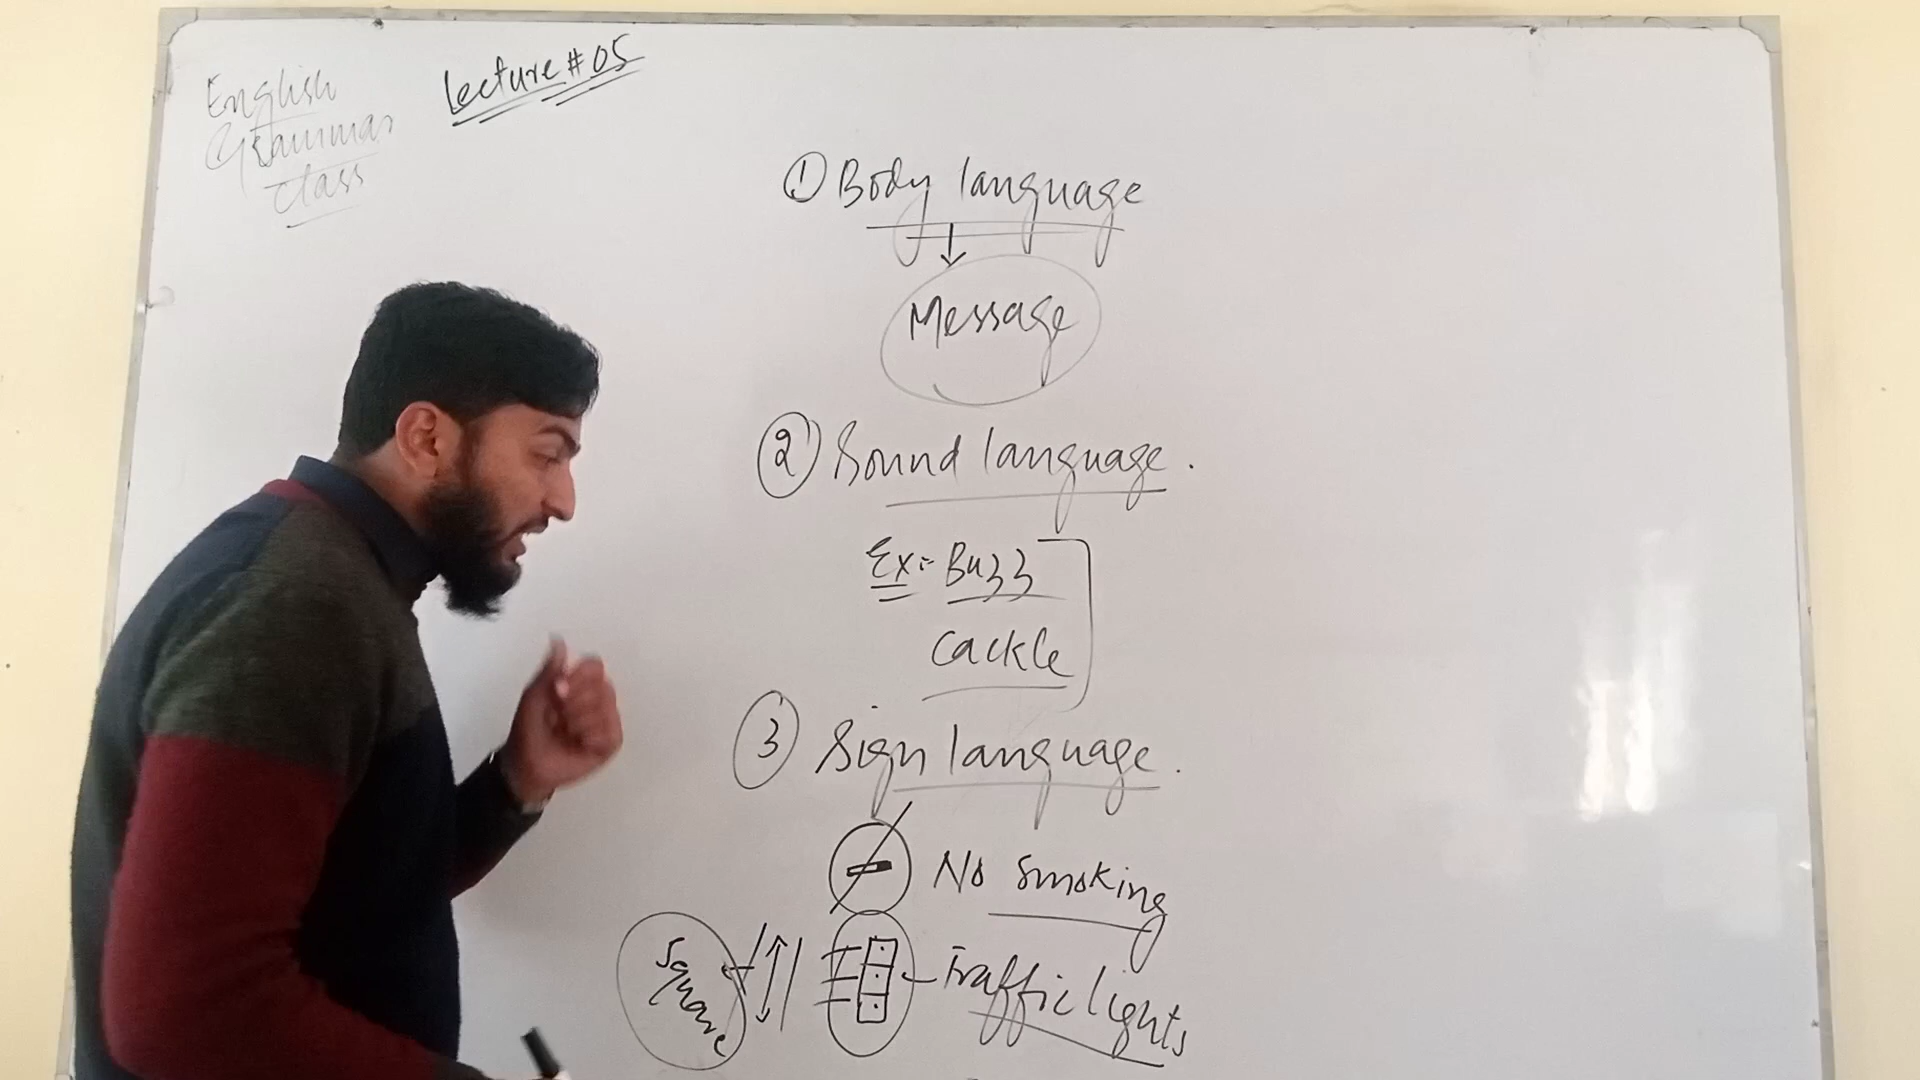 English
Grammar
Class
Lecture # 05
① Body language
Message
② Sound language.
Ex:- Buzz
Cackle
③ Sign language.
No Smoking
Square
Traffic lights